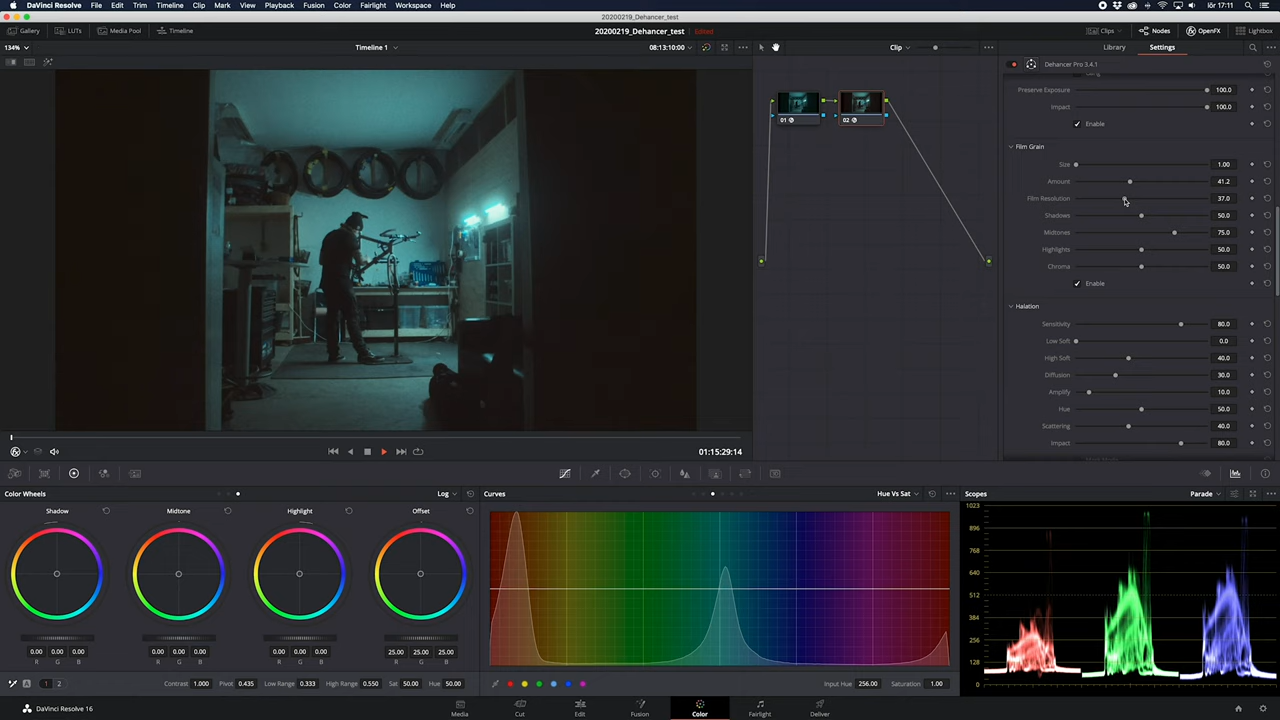 DaVinci Resolve File Edit Trim Timeline Clip Mark View Playback Fusion Color Fairlight Workspace Help
lör 17:11
20200219_Dehancer_test
Gallery LUTs Media Pool Timeline
20200219_Dehancer_test Edited
Clips Nodes OpenFX Lightbox
134% Timeline 1 08:13:10:00
Clip
Library Settings
Dehancer Pro 3.4.1
Preserve Exposure 100.0
Impact 100.0
Enable
01 02
Film Grain
Size 1.00
Amount 41.2
Film Resolution 37.0
Shadows 50.0
Midtones 75.0
Highlights 50.0
Chroma 50.0
Enable
Halation
Sensitivity 80.0
Low Soft 0.0
High Soft 40.0
Diffusion 30.0
Amplify 10.0
Hue 50.0
Scattering 40.0
Impact 80.0
01:15:29:14
Color Wheels Log
Curves Hue Vs Sat
Scopes Parade
Shadow Midtone Highlight Offset
1023
896
768
640
512
384
256
128
0
0.00 0.00 0.00 0.00 0.00 0.00 0.00 0.00 0.00 25.00 25.00 25.00
R G B R G B R G B R G B
1 2 Contrast 1.000 Pivot 0.435 Low Range 0.333 High Range 0.550 Sat 50.00 Hue 50.00
Input Hue 256.00 Saturation 1.00
DaVinci Resolve 16
Media Cut Edit Fusion Color Fairlight Deliver